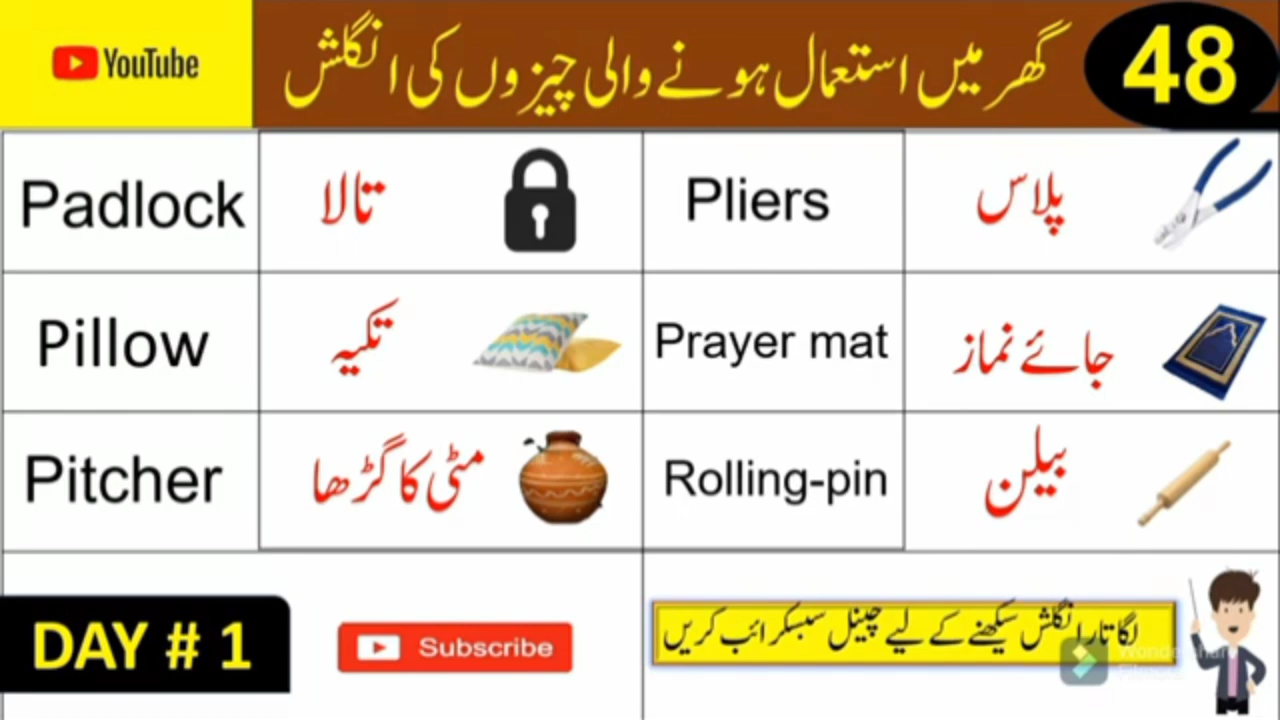 YouTube
گھر میں استعمال ہونے والی چیزوں کی انگلش
48
Padlock تالا Pliers پلاس
Pillow تکیہ Prayer mat جائے نماز
Pitcher مٹی کا گڑھا Rolling-pin بیلن
DAY # 1
Subscribe
لگاتار انگلش سیکھنے کے لیے چینل سبسکرائب کریں